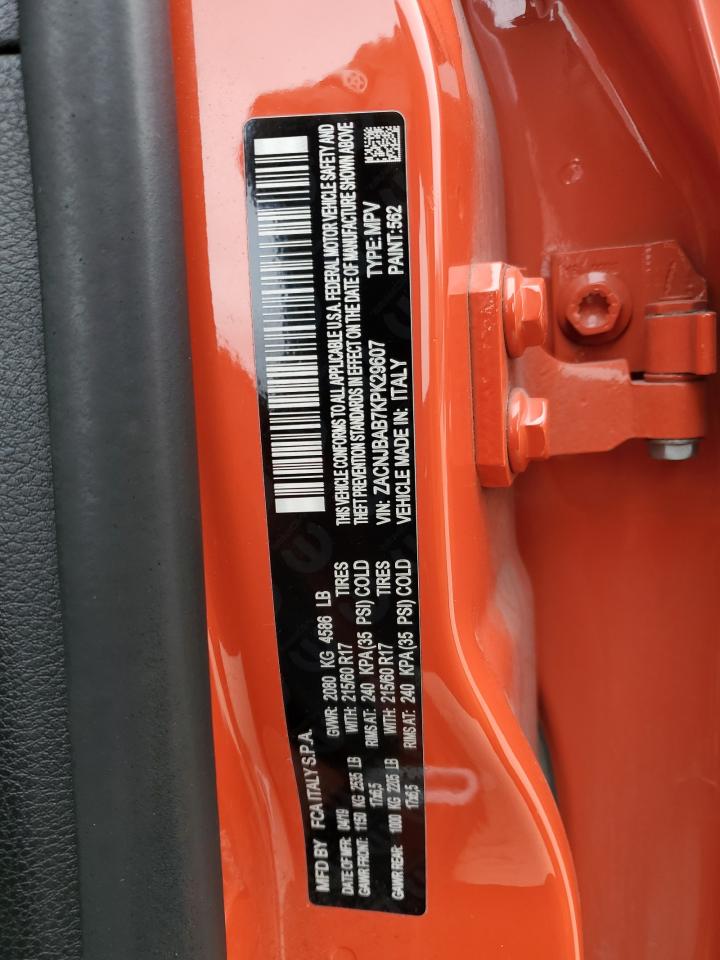 MFD BY FCA ITALY S.P.A.
DATE OF MFR: 04/19 GVWR: 2080 KG 4586 LB
GAWR FRONT: 1150 KG 2535 LB WITH: 215/60 R17 TIRES
17x6,5 RIMS AT: 240 KPA(35 PSI) COLD
GAWR REAR: 1000 KG 2205 LB WITH: 215/60 R17 TIRES
17x6,5 RIMS AT: 240 KPA(35 PSI) COLD
THIS VEHICLE CONFORMS TO ALL APPLICABLE U.S.A. FEDERAL MOTOR VEHICLE SAFETY AND
THEFT PREVENTION STANDARDS IN EFFECT ON THE DATE OF MANUFACTURE SHOWN ABOVE
VIN: ZACNJBAB7KPK29607 TYPE: MPV
VEHICLE MADE IN: ITALY PAINT:562